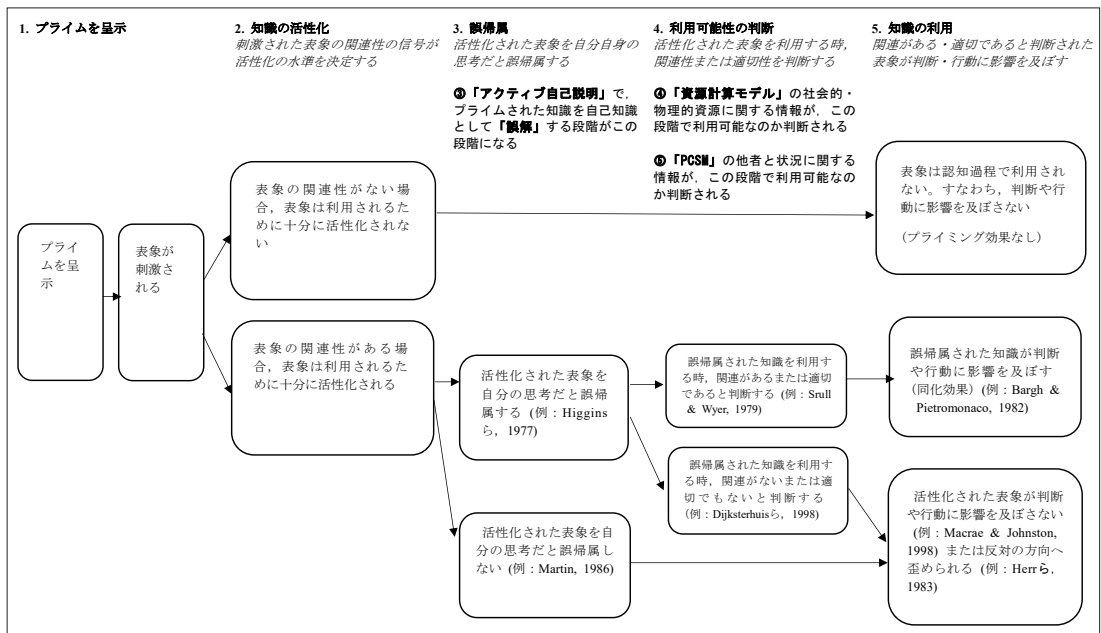 1. プライムを呈示
2. 知識の活性化
刺激された表象の関連性の信号が
活性化の水準を決定する
3. 誤帰属
活性化された表象を自分自身の
思考だと誤帰属する
4. 利用可能性の判断
活性化された表象を利用する時,
関連性または適切性を判断する
5. 知識の利用
関連がある・適切であると判断された
表象が判断・行動に影響を及ぼす
③「アクティブ自己説明」で,
プライムされた知識を自己知識
として「誤解」する段階がこの
段階になる
④「資源計算モデル」の社会的・
物理的資源に関する情報が, この
段階で利用可能なのか判断される
⑤「PCSM」の他者と状況に関する
情報が, この段階で利用可能なの
か判断される
プライ
ムを呈
示
表象が
刺激さ
れる
表象の関連性がない場
合, 表象は利用されるため
に十分に活性化されな
い
表象は認知過程で利用され
ない。すなわち, 判断や行
動に影響を及ぼさない
(プライミング効果なし)
表象の関連性がある場
合, 表象は利用されるた
めに十分に活性化される
活性化された表象を
自分の思考だと誤帰
属する (例:Higgins
ら, 1977)
誤帰属された知識を利用す
る時, 関連があるまたは適切
であると判断する (例:Srull
& Wyer, 1979)
誤帰属された知識が判断
や行動に影響を及ぼす
(同化効果) (例:Bargh &
Pietromonaco, 1982)
誤帰属された知識を利用す
る時, 関連がないまたは適
切でもないと判断する
(例:Dijksterhuisら, 1998)
活性化された表象を自
分の思考だと誤帰属し
ない (例:Martin, 1986)
活性化された表象が判断
や行動に影響を及ぼさない
(例:Macrae & Johnston,
1998) または反対の方向へ
歪められる (例:Herrら,
1983)